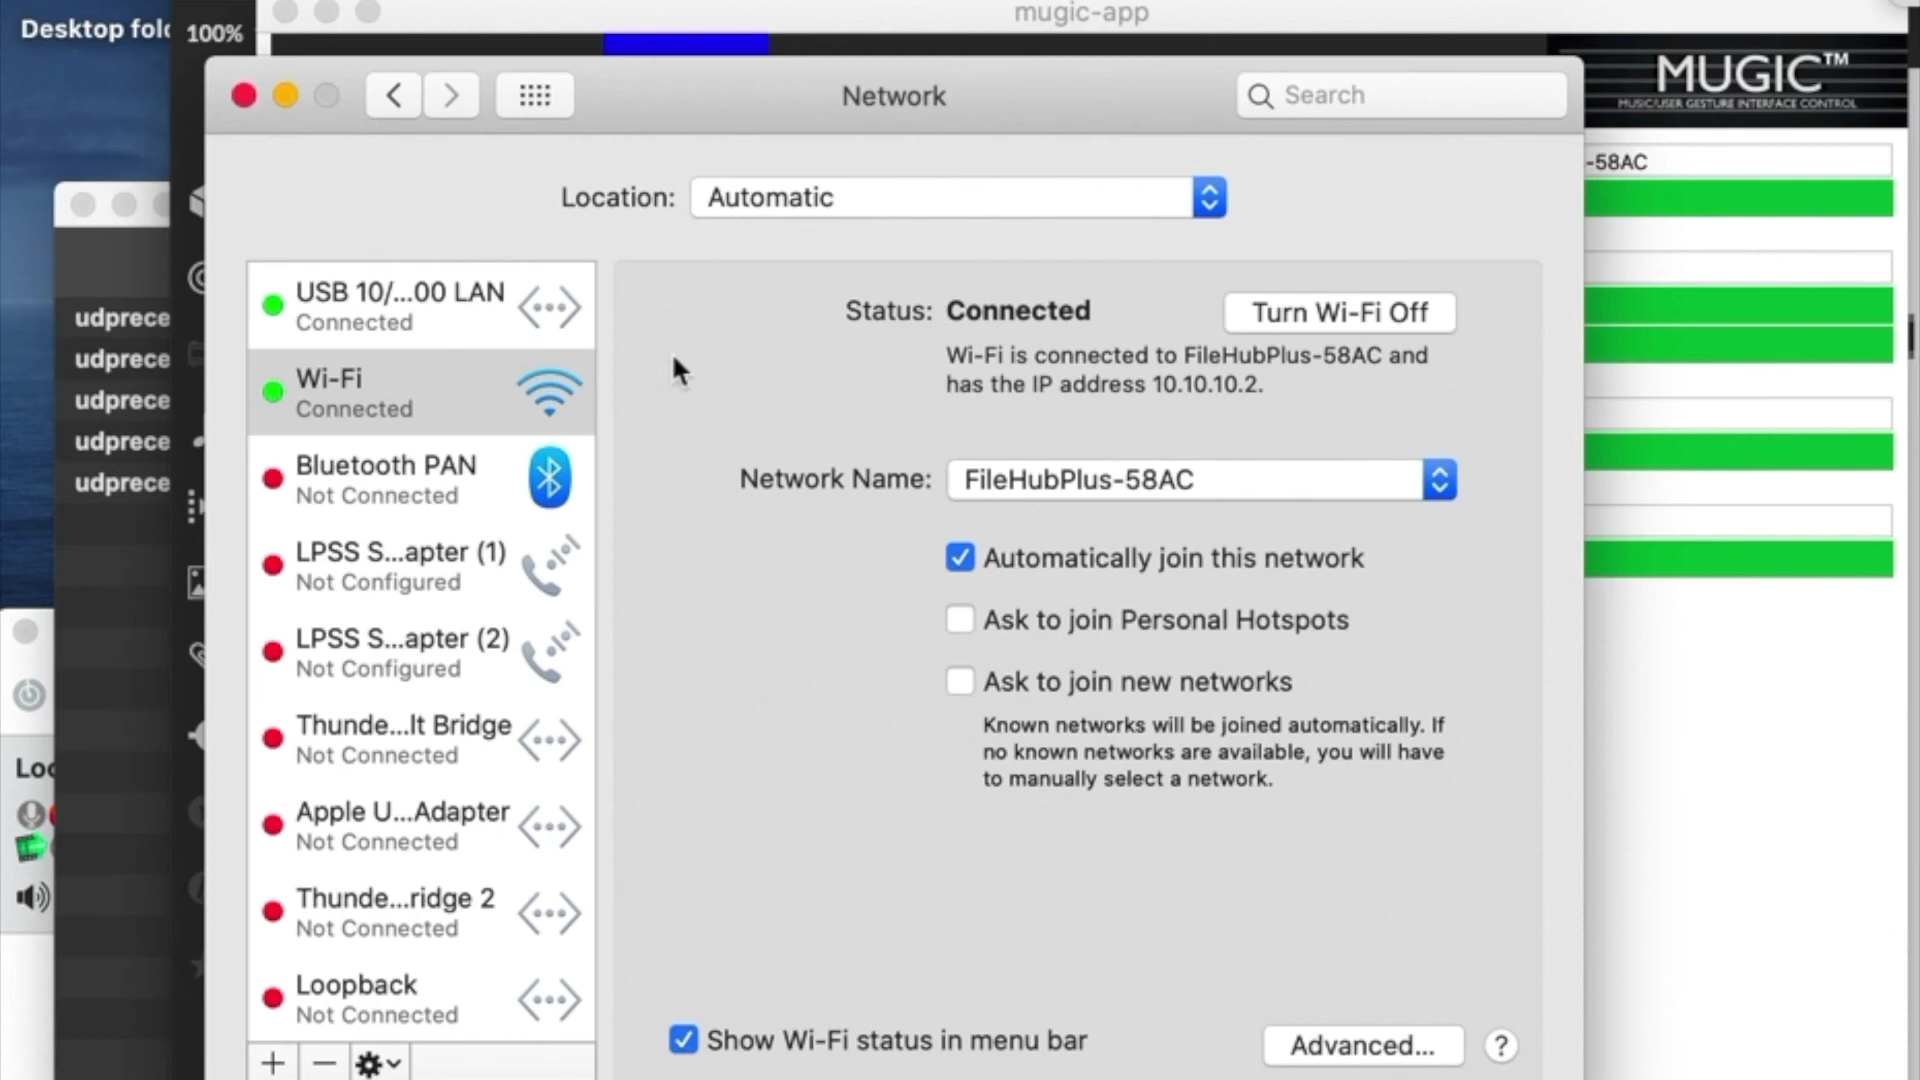 Desktop fol
100%
mugic-app
MUGIC™
MUSIC/USER GESTURE INTERFACE CONTROL
Network
Search
-58AC
Location: Automatic
USB 10/...00 LAN
Connected
Wi-Fi
Connected
Bluetooth PAN
Not Connected
LPSS S...apter (1)
Not Configured
LPSS S...apter (2)
Not Configured
Thunde...lt Bridge
Not Connected
Apple U...Adapter
Not Connected
Thunde...ridge 2
Not Connected
Loopback
Not Connected
Status: Connected
Turn Wi-Fi Off
Wi-Fi is connected to FileHubPlus-58AC and
has the IP address 10.10.10.2.
Network Name: FileHubPlus-58AC
Automatically join this network
Ask to join Personal Hotspots
Ask to join new networks
Known networks will be joined automatically. If
no known networks are available, you will have
to manually select a network.
Show Wi-Fi status in menu bar
Advanced...
?
udprece
udprece
udprece
udprece
udprece
Loo